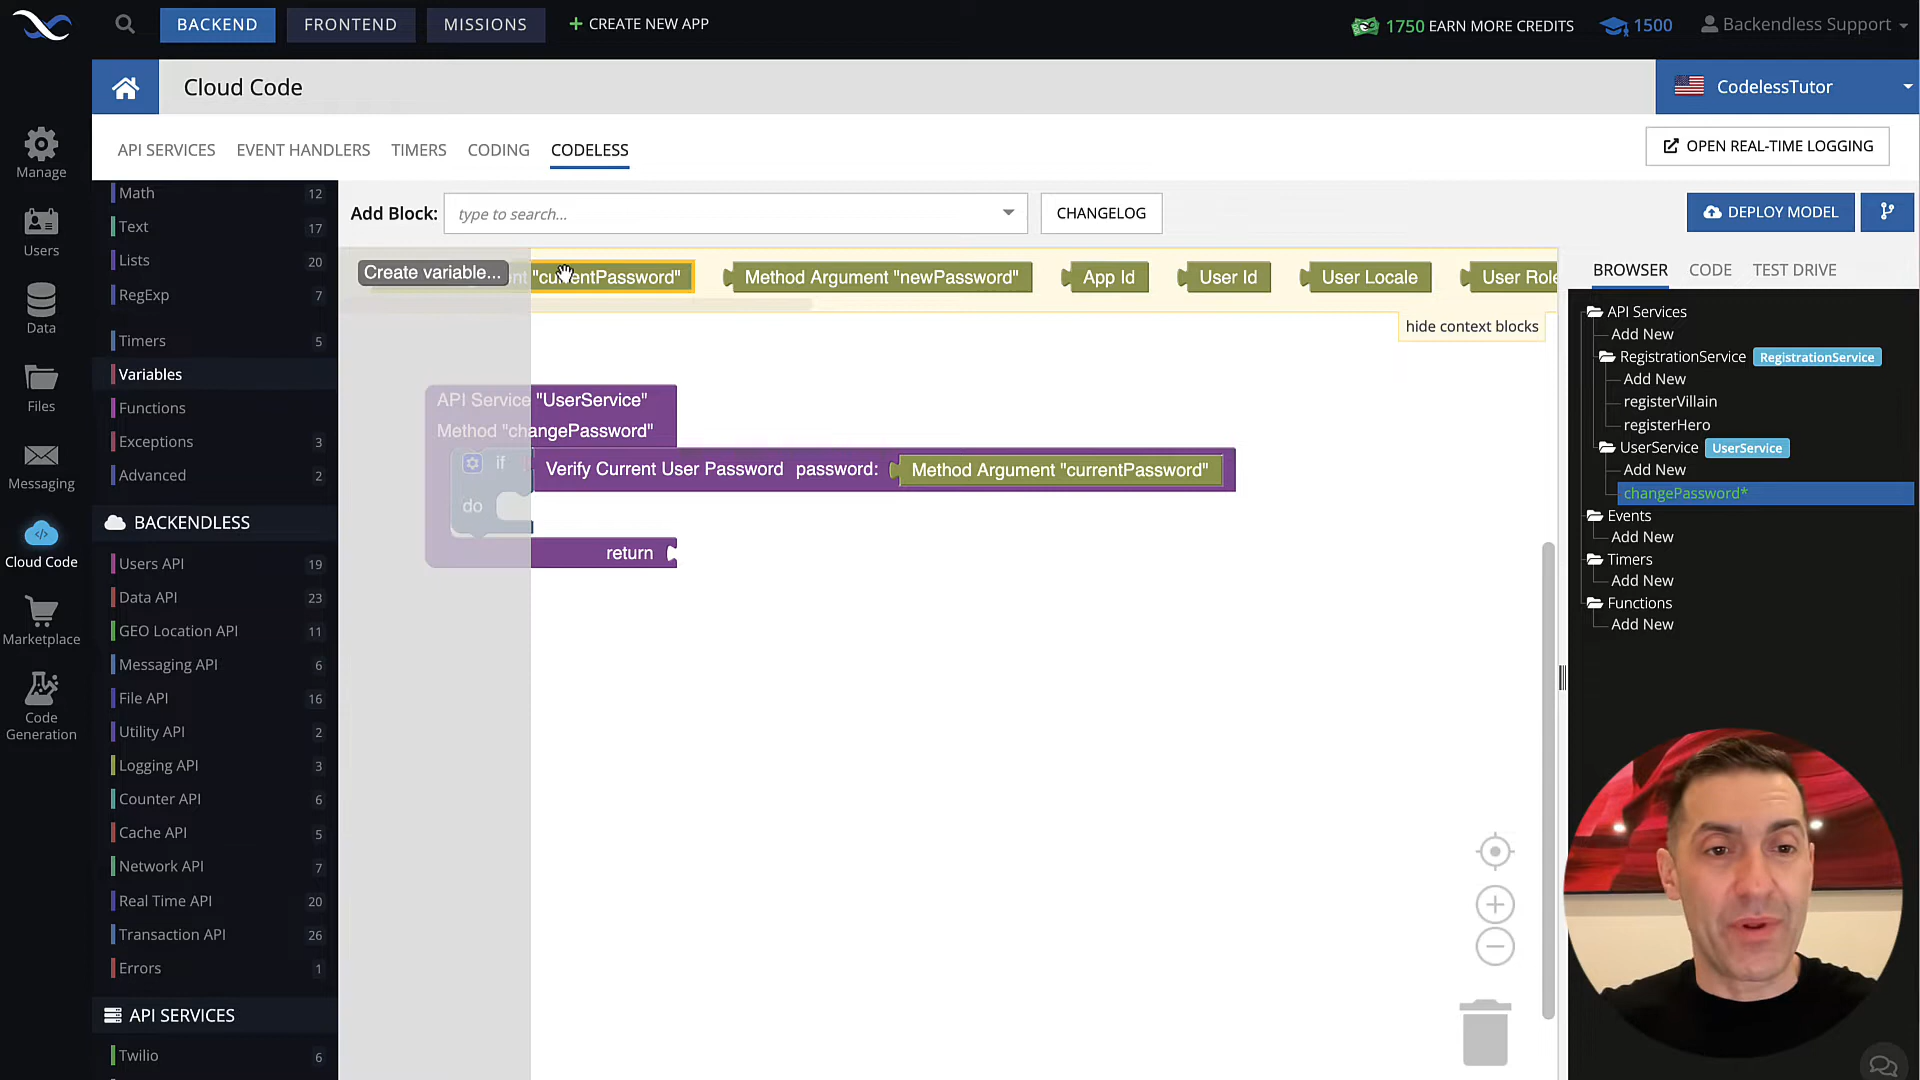 BACKEND
FRONTEND
MISSIONS
+ CREATE NEW APP
1750 EARN MORE CREDITS
1500
Backendless Support
Cloud Code
CodelessTutor
API SERVICES
EVENT HANDLERS
TIMERS
CODING
CODELESS
OPEN REAL-TIME LOGGING
Manage
Users
Data
Files
Messaging
Cloud Code
Marketplace
Code
Generation
Math 12
Text 17
Lists 20
RegExp 7
Timers 5
Variables
Functions
Exceptions 3
Advanced 2
BACKENDLESS
Users API 19
Data API 23
GEO Location API 11
Messaging API 6
File API 16
Utility API 2
Logging API 3
Counter API 6
Cache API 5
Network API 7
Real Time API 20
Transaction API 26
Errors 1
API SERVICES
Twilio 6
Add Block:
type to search...
CHANGELOG
DEPLOY MODEL
Create variable...
"currentPassword"
Method Argument "newPassword"
App Id
User Id
User Locale
User Role
hide context blocks
API Service "UserService"
Method "changePassword"
if
Verify Current User Password password:
Method Argument "currentPassword"
do
return
BROWSER
CODE
TEST DRIVE
API Services
Add New
RegistrationService RegistrationService
Add New
registerVillain
registerHero
UserService UserService
Add New
changePassword*
Events
Add New
Timers
Add New
Functions
Add New